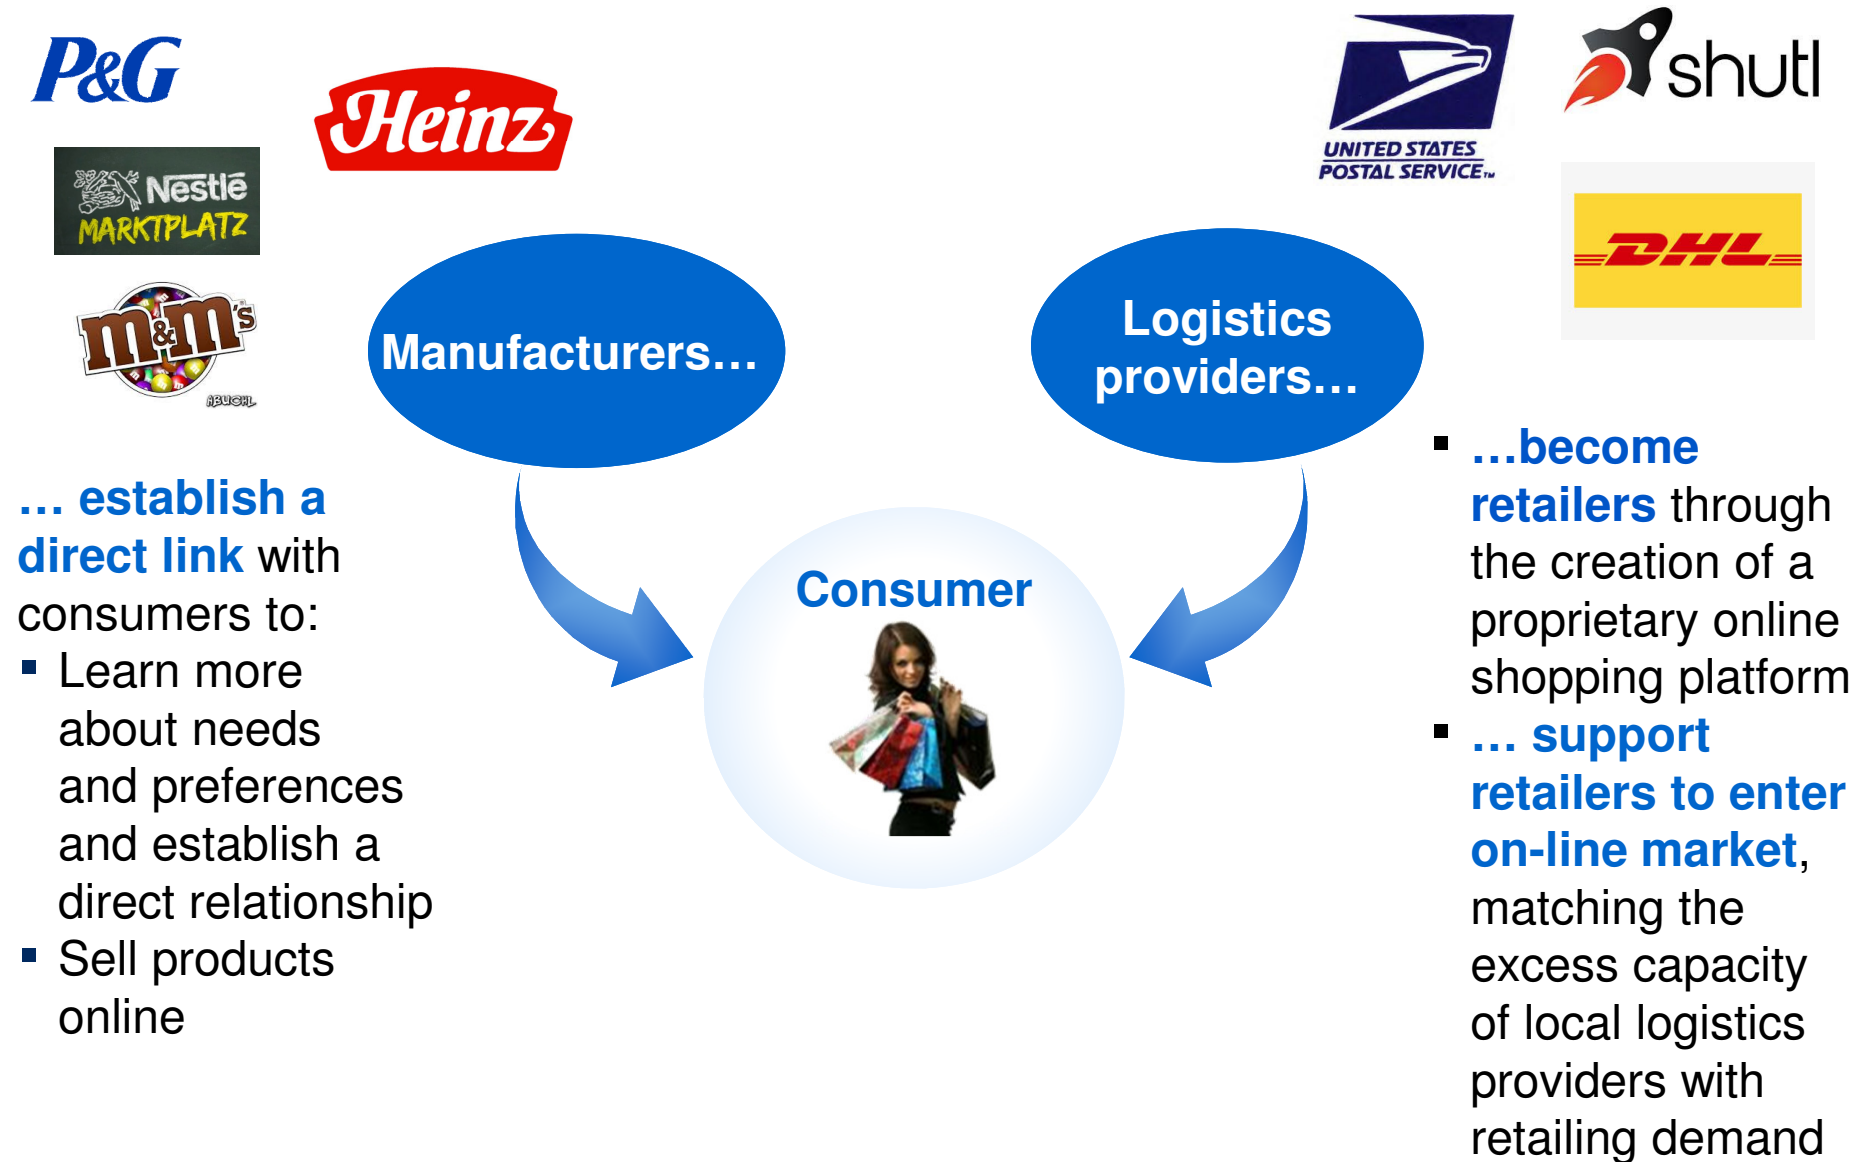 P&G
Heinz
Nestlē
MARKTPLATZ
m&m's
ABUGHL
UNITED STATES
POSTAL SERVICE™
shutl
DHL
Manufacturers…
Logistics
providers…
Consumer
… establish a
direct link with
consumers to:
Learn more
about needs
and preferences
and establish a
direct relationship
Sell products
online
…become
retailers through
the creation of a
proprietary online
shopping platform
… support
retailers to enter
on-line market,
matching the
excess capacity
of local logistics
providers with
retailing demand